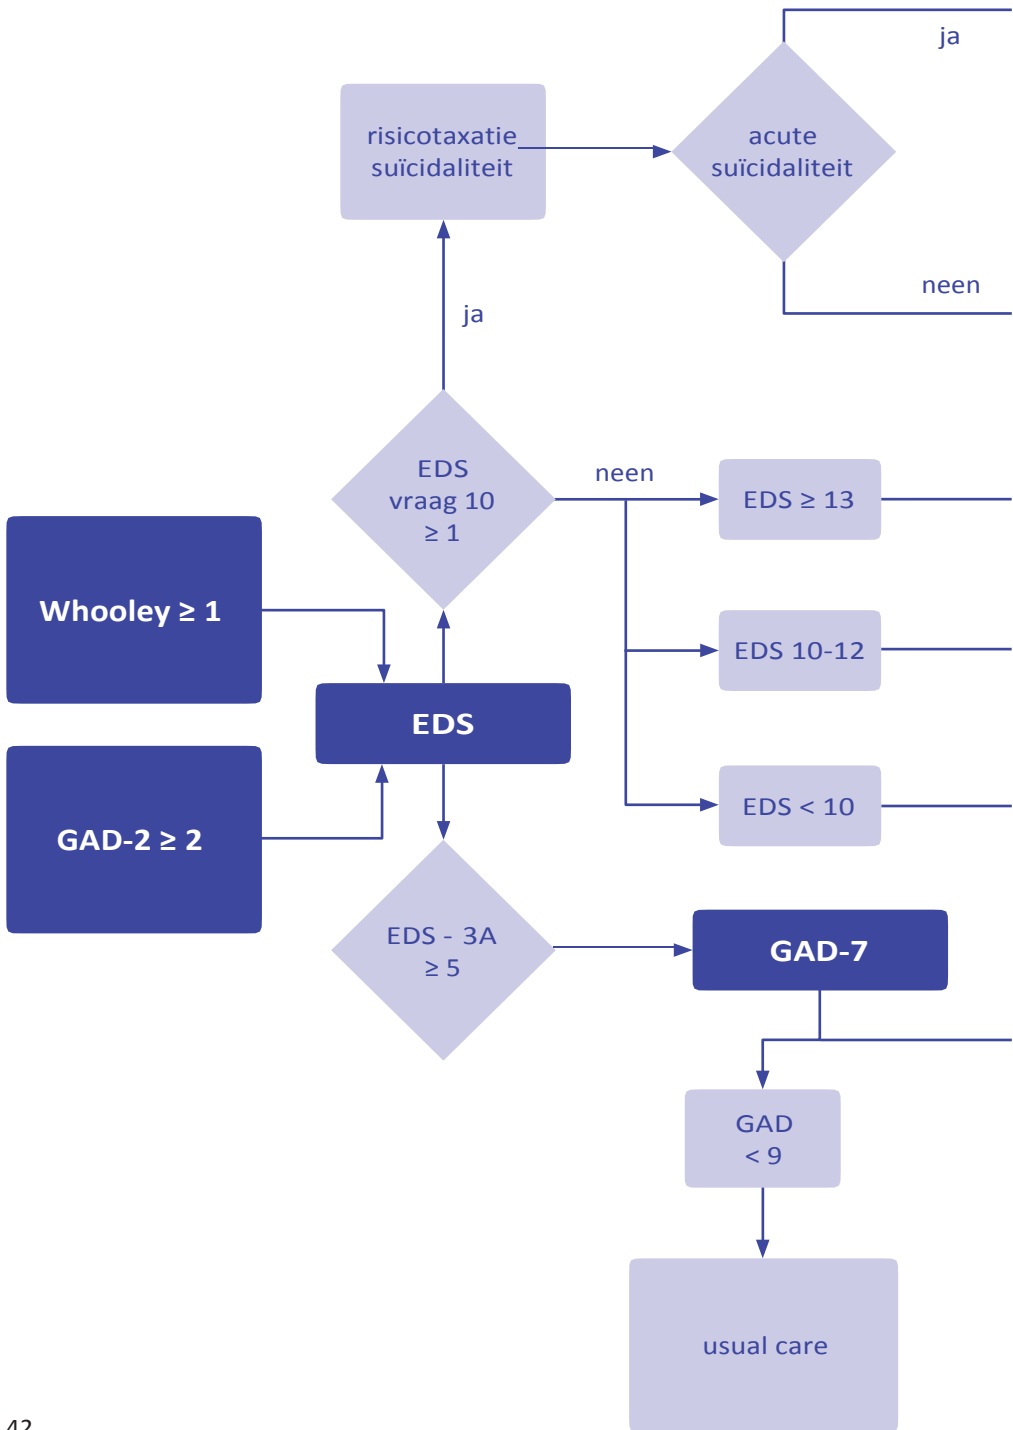 ja
risicotaxatie
suïcidaliteit
acute
suïcidaliteit
neen
ja
EDS
vraag 10
≥ 1
neen
EDS ≥ 13
Whooley ≥ 1
EDS 10-12
EDS
EDS < 10
GAD-2 ≥ 2
EDS - 3A
≥ 5
GAD-7
GAD
< 9
usual care
42